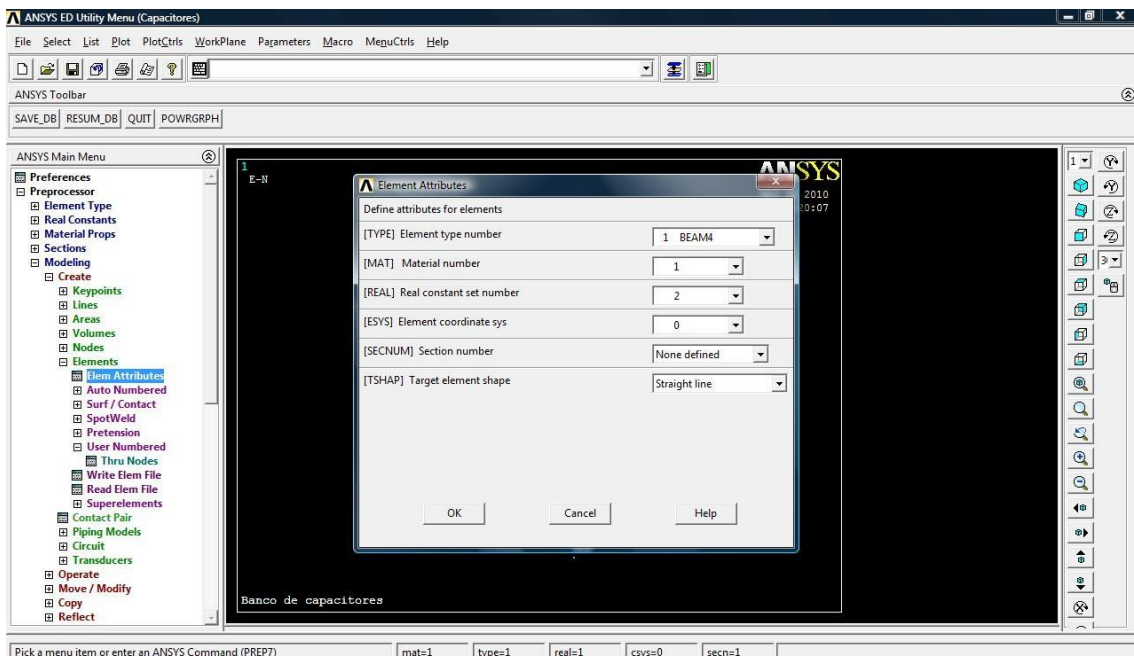 ANSYS ED Utility Menu (Capacitores)
File Select List Plot PlotCtrls WorkPlane Parameters Macro MenuCtrls Help
ANSYS Toolbar
SAVE_DB RESUM_DB QUIT POWRGRPH
ANSYS Main Menu
Preferences
Preprocessor
Element Type
Real Constants
Material Props
Sections
Modeling
Create
Keypoints
Lines
Areas
Volumes
Nodes
Elements
Elem Attributes
Auto Numbered
Surf / Contact
SpotWeld
Pretension
User Numbered
Thru Nodes
Write Elem File
Read Elem File
Superelements
Contact Pair
Piping Models
Circuit
Transducers
Operate
Move / Modify
Copy
Reflect
1
E-N
ANSYS
2010
20:07
Element Attributes
Define attributes for elements
[TYPE] Element type number 1 BEAM4
[MAT] Material number 1
[REAL] Real constant set number 2
[ESYS] Element coordinate sys 0
[SECNUM] Section number None defined
[TSHAP] Target element shape Straight line
OK Cancel Help
Banco de capacitores
1
Pick a menu item or enter an ANSYS Command (PREP7) mat=1 type=1 real=1 csys=0 secn=1